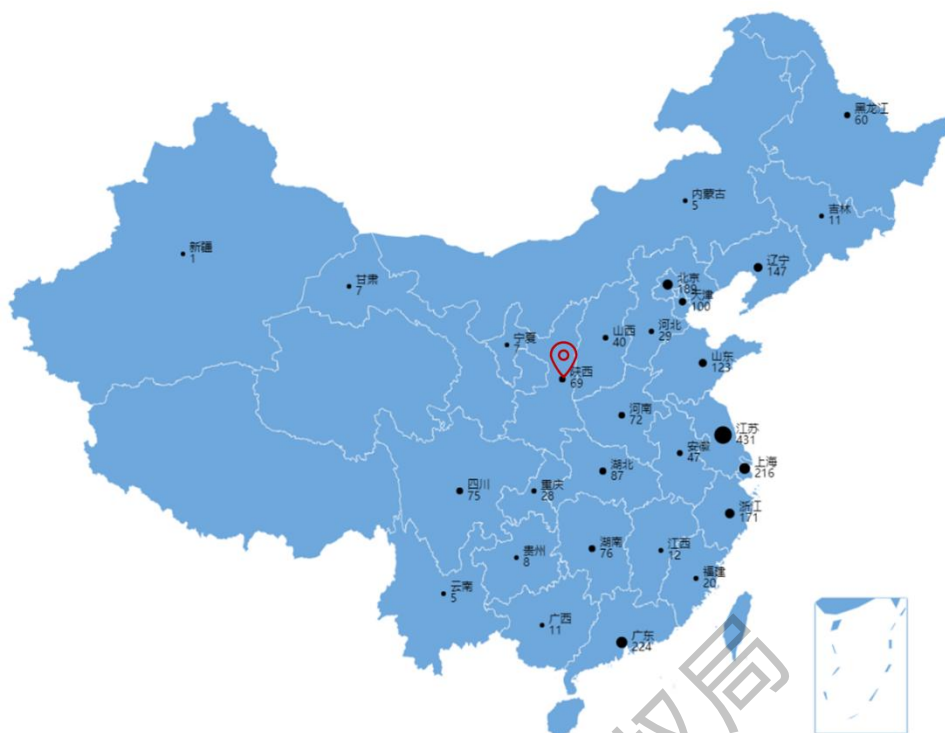 黑龙江
60
内蒙古
5
吉林
11
新疆
1
辽宁
147
甘肃
7
北京
189
天津
100
河北
29
山西
40
宁夏
7
山东
123
陕西
69
河南
72
江苏
431
安徽
47
上海
216
湖北
87
四川
75
重庆
28
浙江
171
湖南
76
江西
12
贵州
8
福建
20
云南
5
广西
11
广东
224
权局